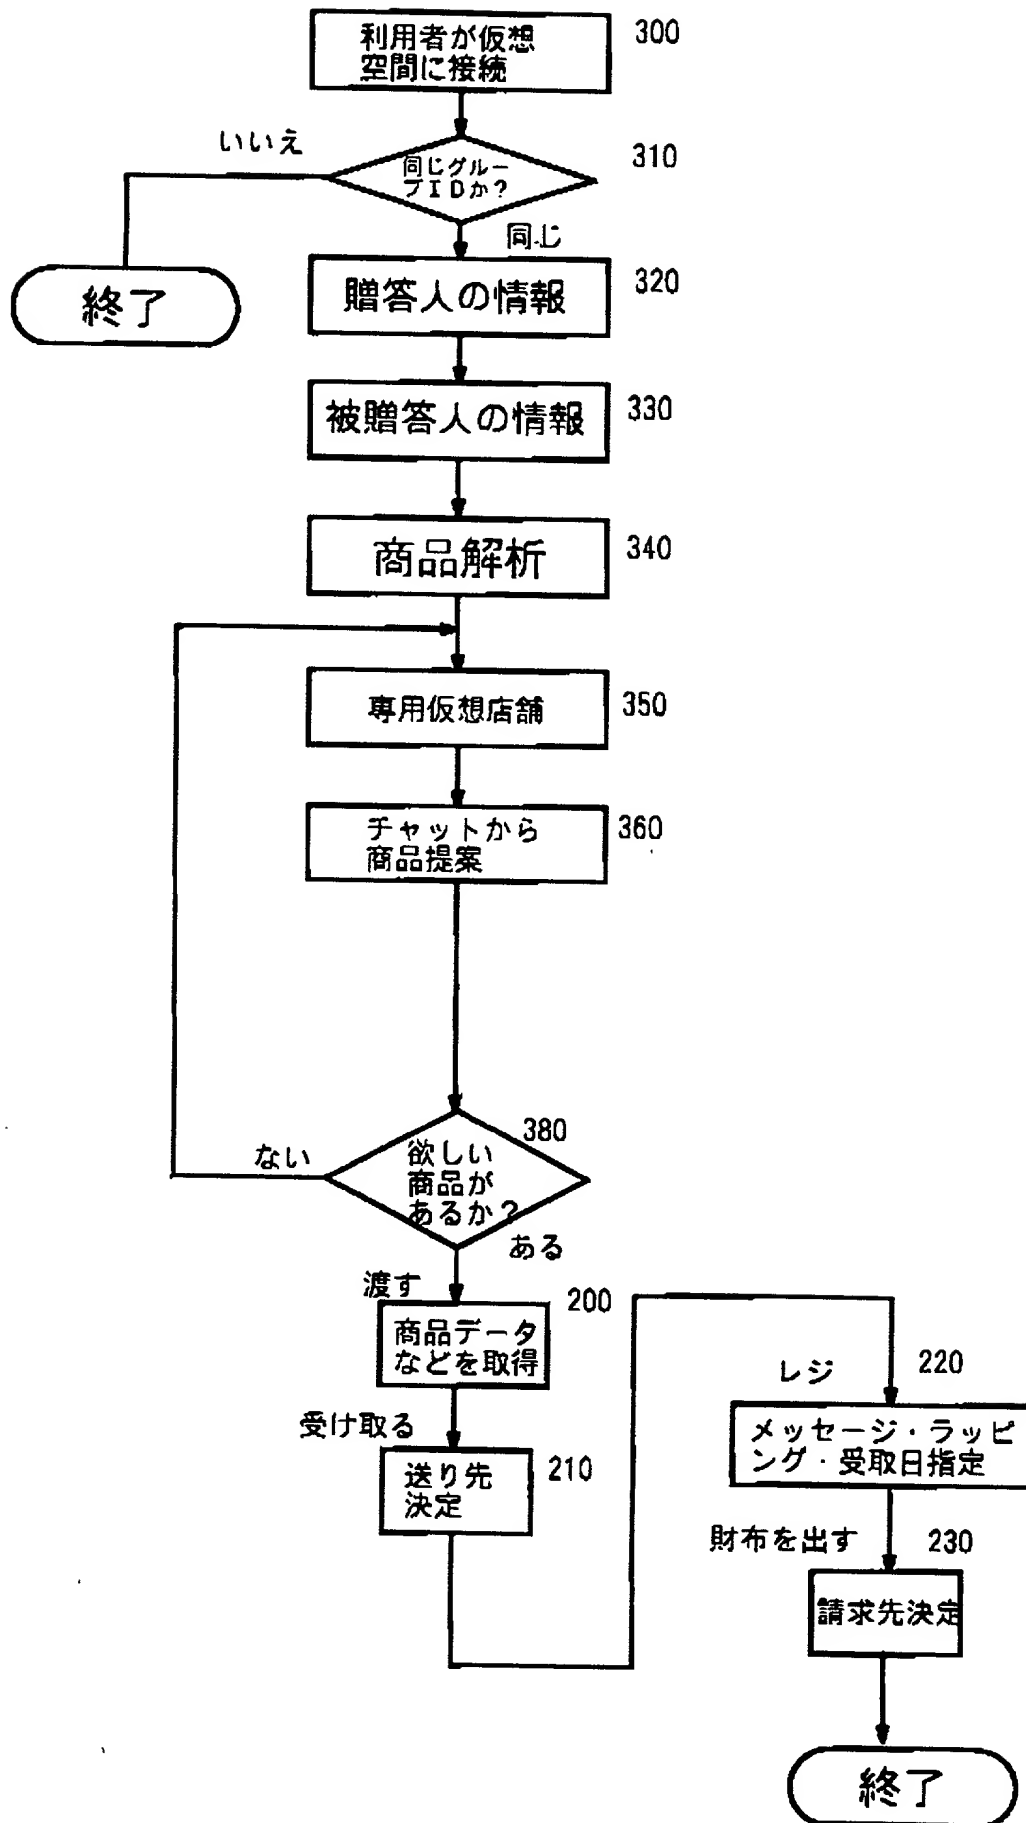 利用者が仮想
空間に接続
300
いいえ
同じグルー
プIDか?
310
同じ
終了
贈答人の情報
320
被贈答人の情報
330
商品解析
340
専用仮想店舗
350
チャットから
商品提案
360
380
ない
欲しい
商品が
あるか?
ある
渡す
200
商品データ
などを取得
受け取る
送り先
決定
210
レジ
220
メッセージ・ラッピ
ング・受取日指定
財布を出す
230
請求先決定
終了